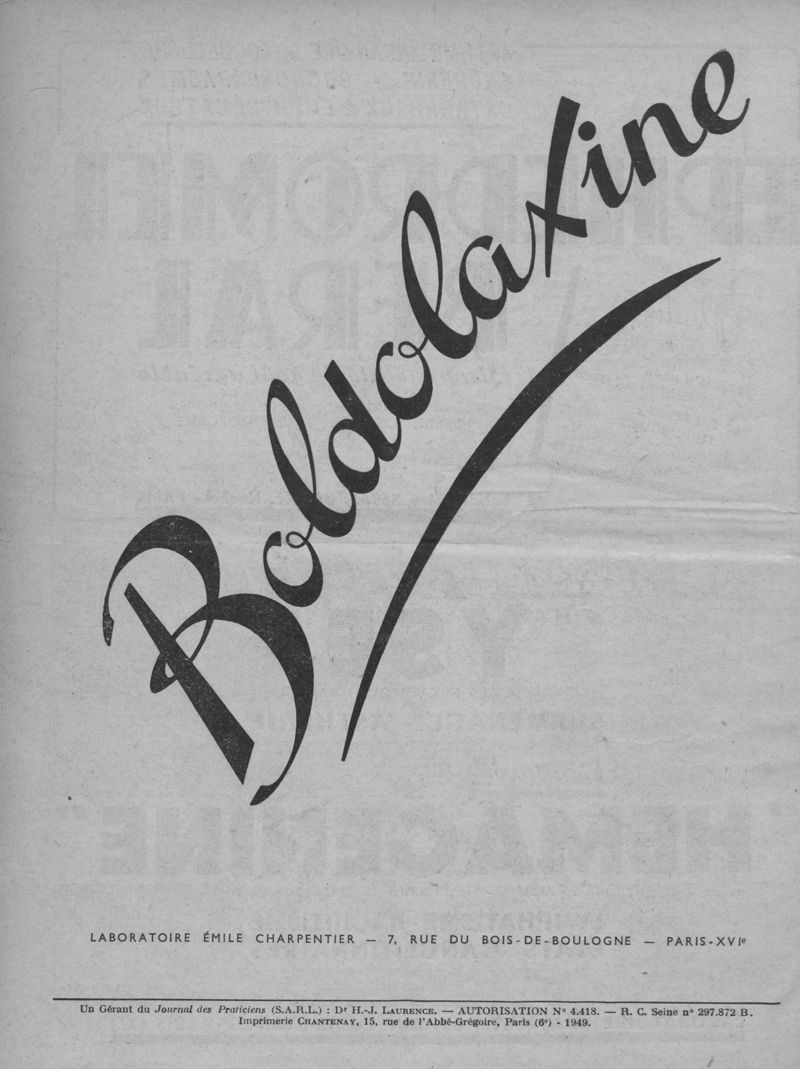 Boldolaxine
LABORATOIRE ÉMILE CHARPENTIER — 7, RUE DU BOIS-DE-BOULOGNE — PARIS-XVIe
Un Gérant du Journal des Praticiens (S.A.R.L.) : Dr H.-J. LAURENCE. — AUTORISATION N° 4.418. — R. C. Seine n° 297.872 B.
Imprimerie CHANTENAY, 15, rue de l'Abbé-Grégoire, Paris (6e) - 1949.